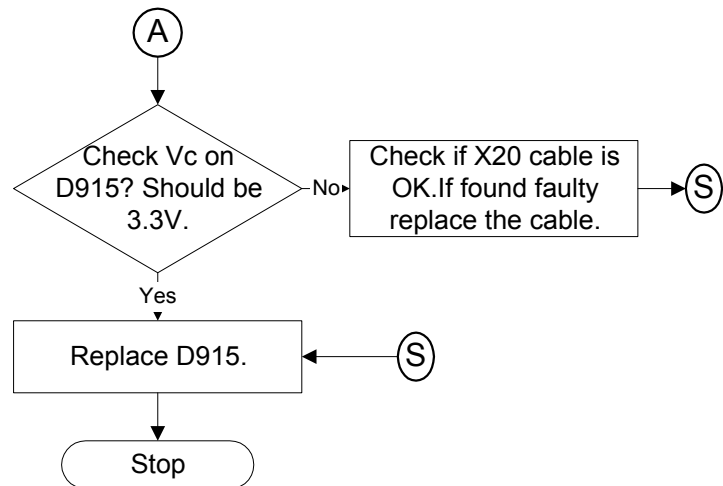 A
Check Vc on
D915? Should be
3.3V.
No
Check if X20 cable is
OK.If found faulty
replace the cable.
S
Yes
Replace D915.
S
Stop